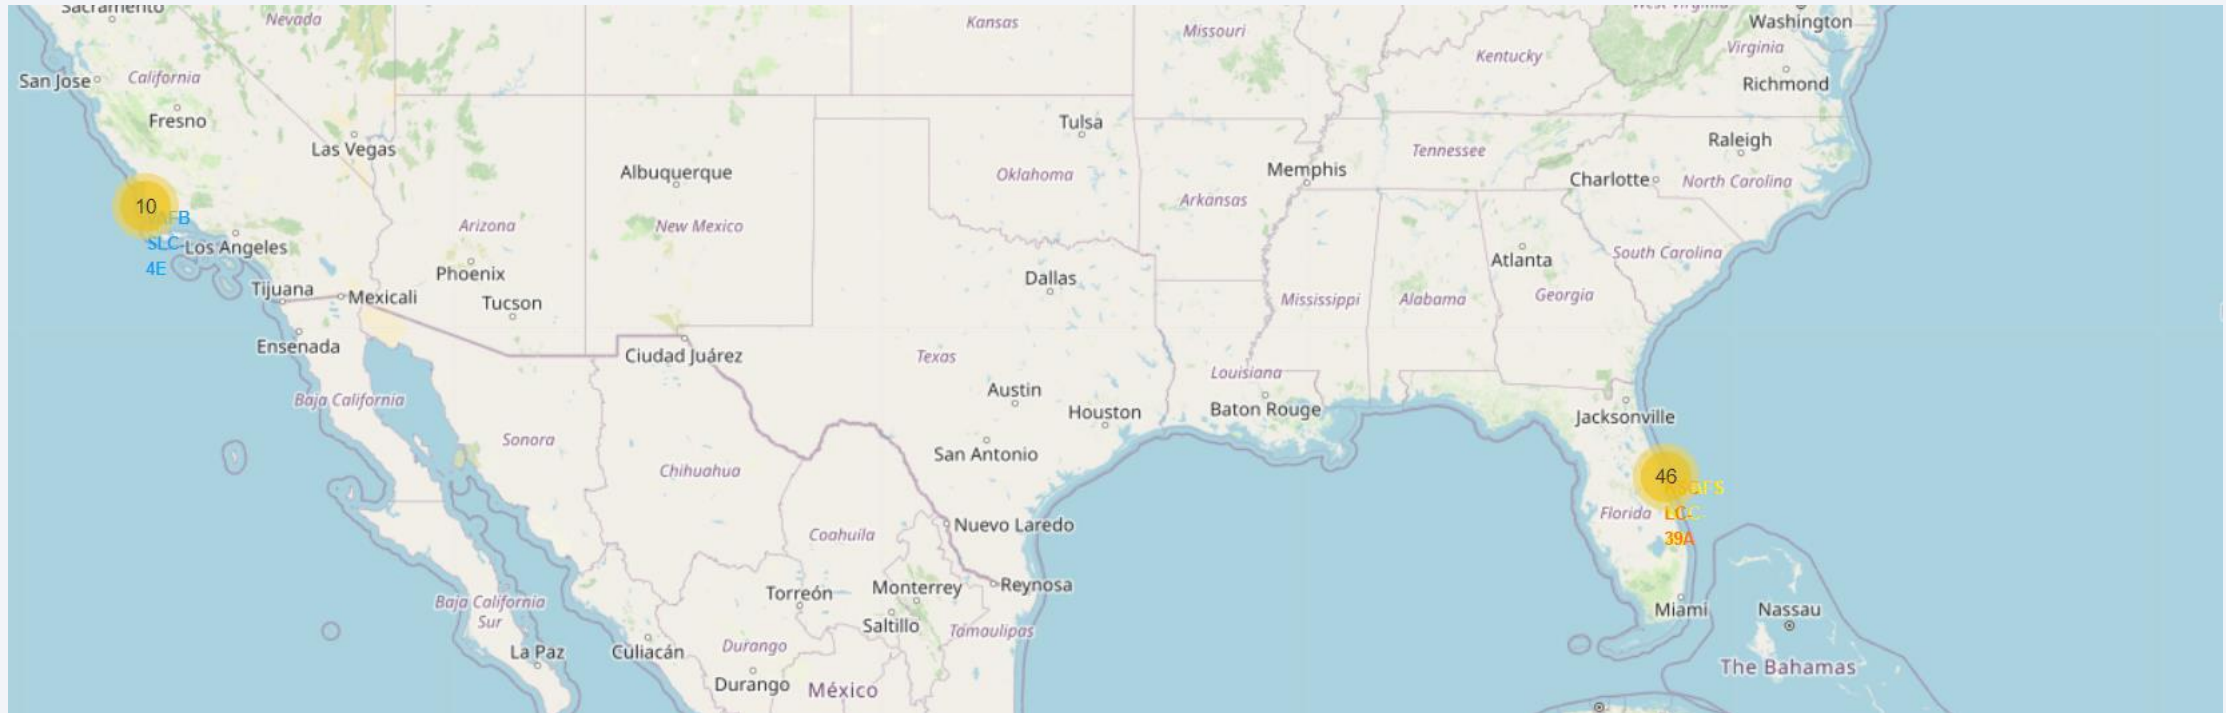 Sacramento
Nevada
Kansas
Missouri
West Virginia
Washington
Kentucky
Virginia
San Jose
California
Richmond
Fresno
Tulsa
Las Vegas
Raleigh
Albuquerque
Oklahoma
Memphis
Tennessee
Charlotte
North Carolina
10
Arkansas
AFB
Arizona
New Mexico
SLC-
Los Angeles
South Carolina
4E
Phoenix
Dallas
Atlanta
Tijuana
Mexicali
Tucson
Mississippi
Alabama
Georgia
Ensenada
Ciudad Juárez
Texas
Louisiana
Baja California
Austin
Houston
Baton Rouge
Jacksonville
Sonora
San Antonio
Chihuahua
46
Florida
LC-
39A
Nuevo Laredo
Coahuila
Torreón
Monterrey
Reynosa
Baja California
Sur
Saltillo
Tamaulipas
Miami
Nassau
La Paz
Culiacán
Durango
The Bahamas
Durango
México